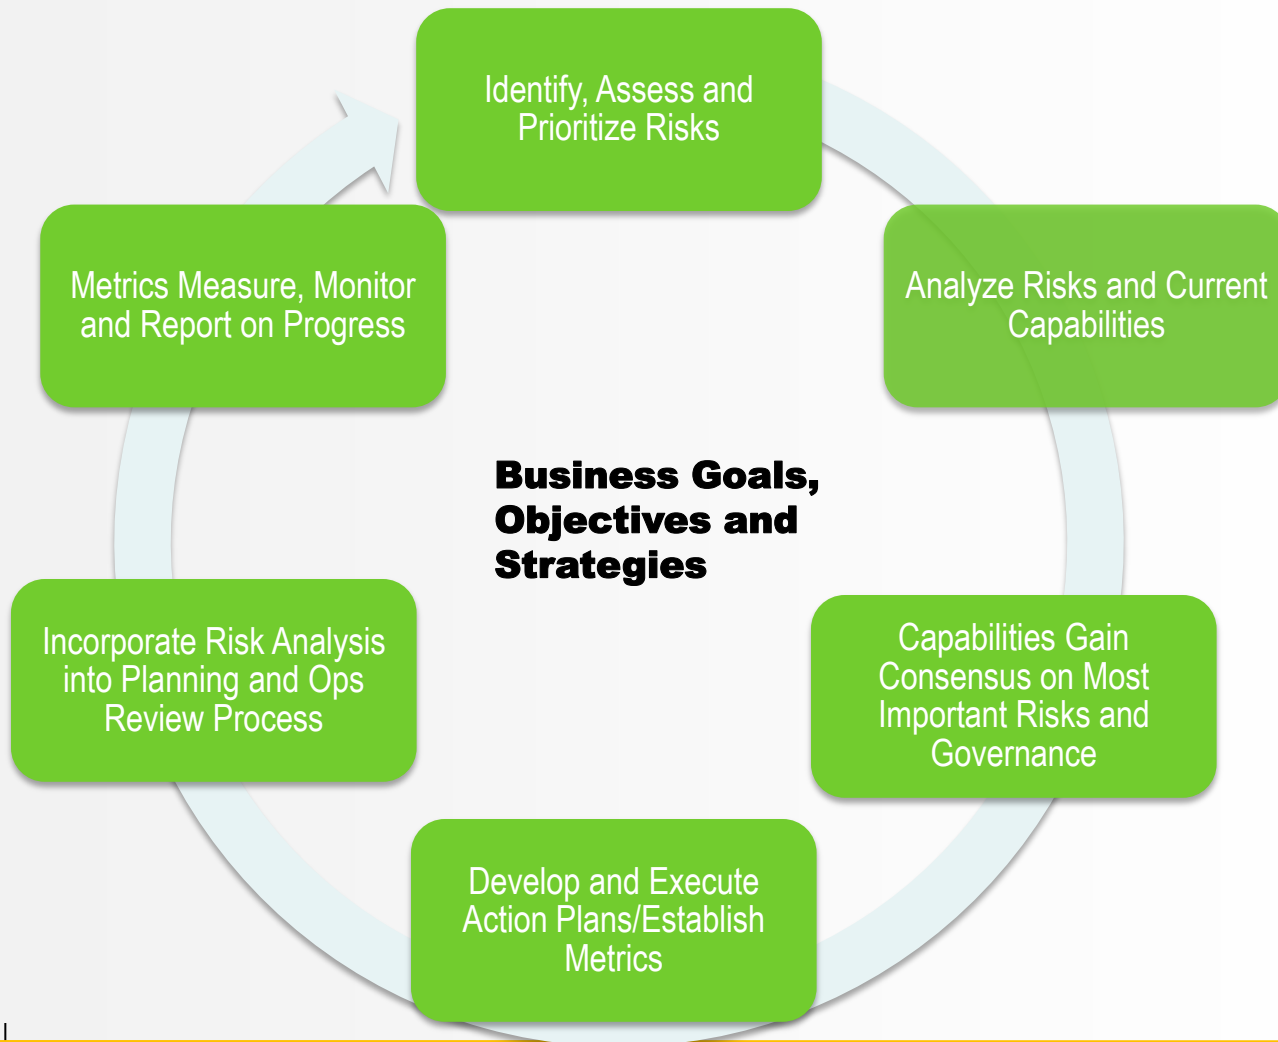 Identify, Assess and
Prioritize Risks
Analyze Risks and Current
Capabilities
Capabilities Gain
Consensus on Most
Important Risks and
Governance
Develop and Execute
Action Plans/Establish
Metrics
Incorporate Risk Analysis
into Planning and Ops
Review Process
Metrics Measure, Monitor
and Report on Progress
Business Goals,
Objectives and
Strategies